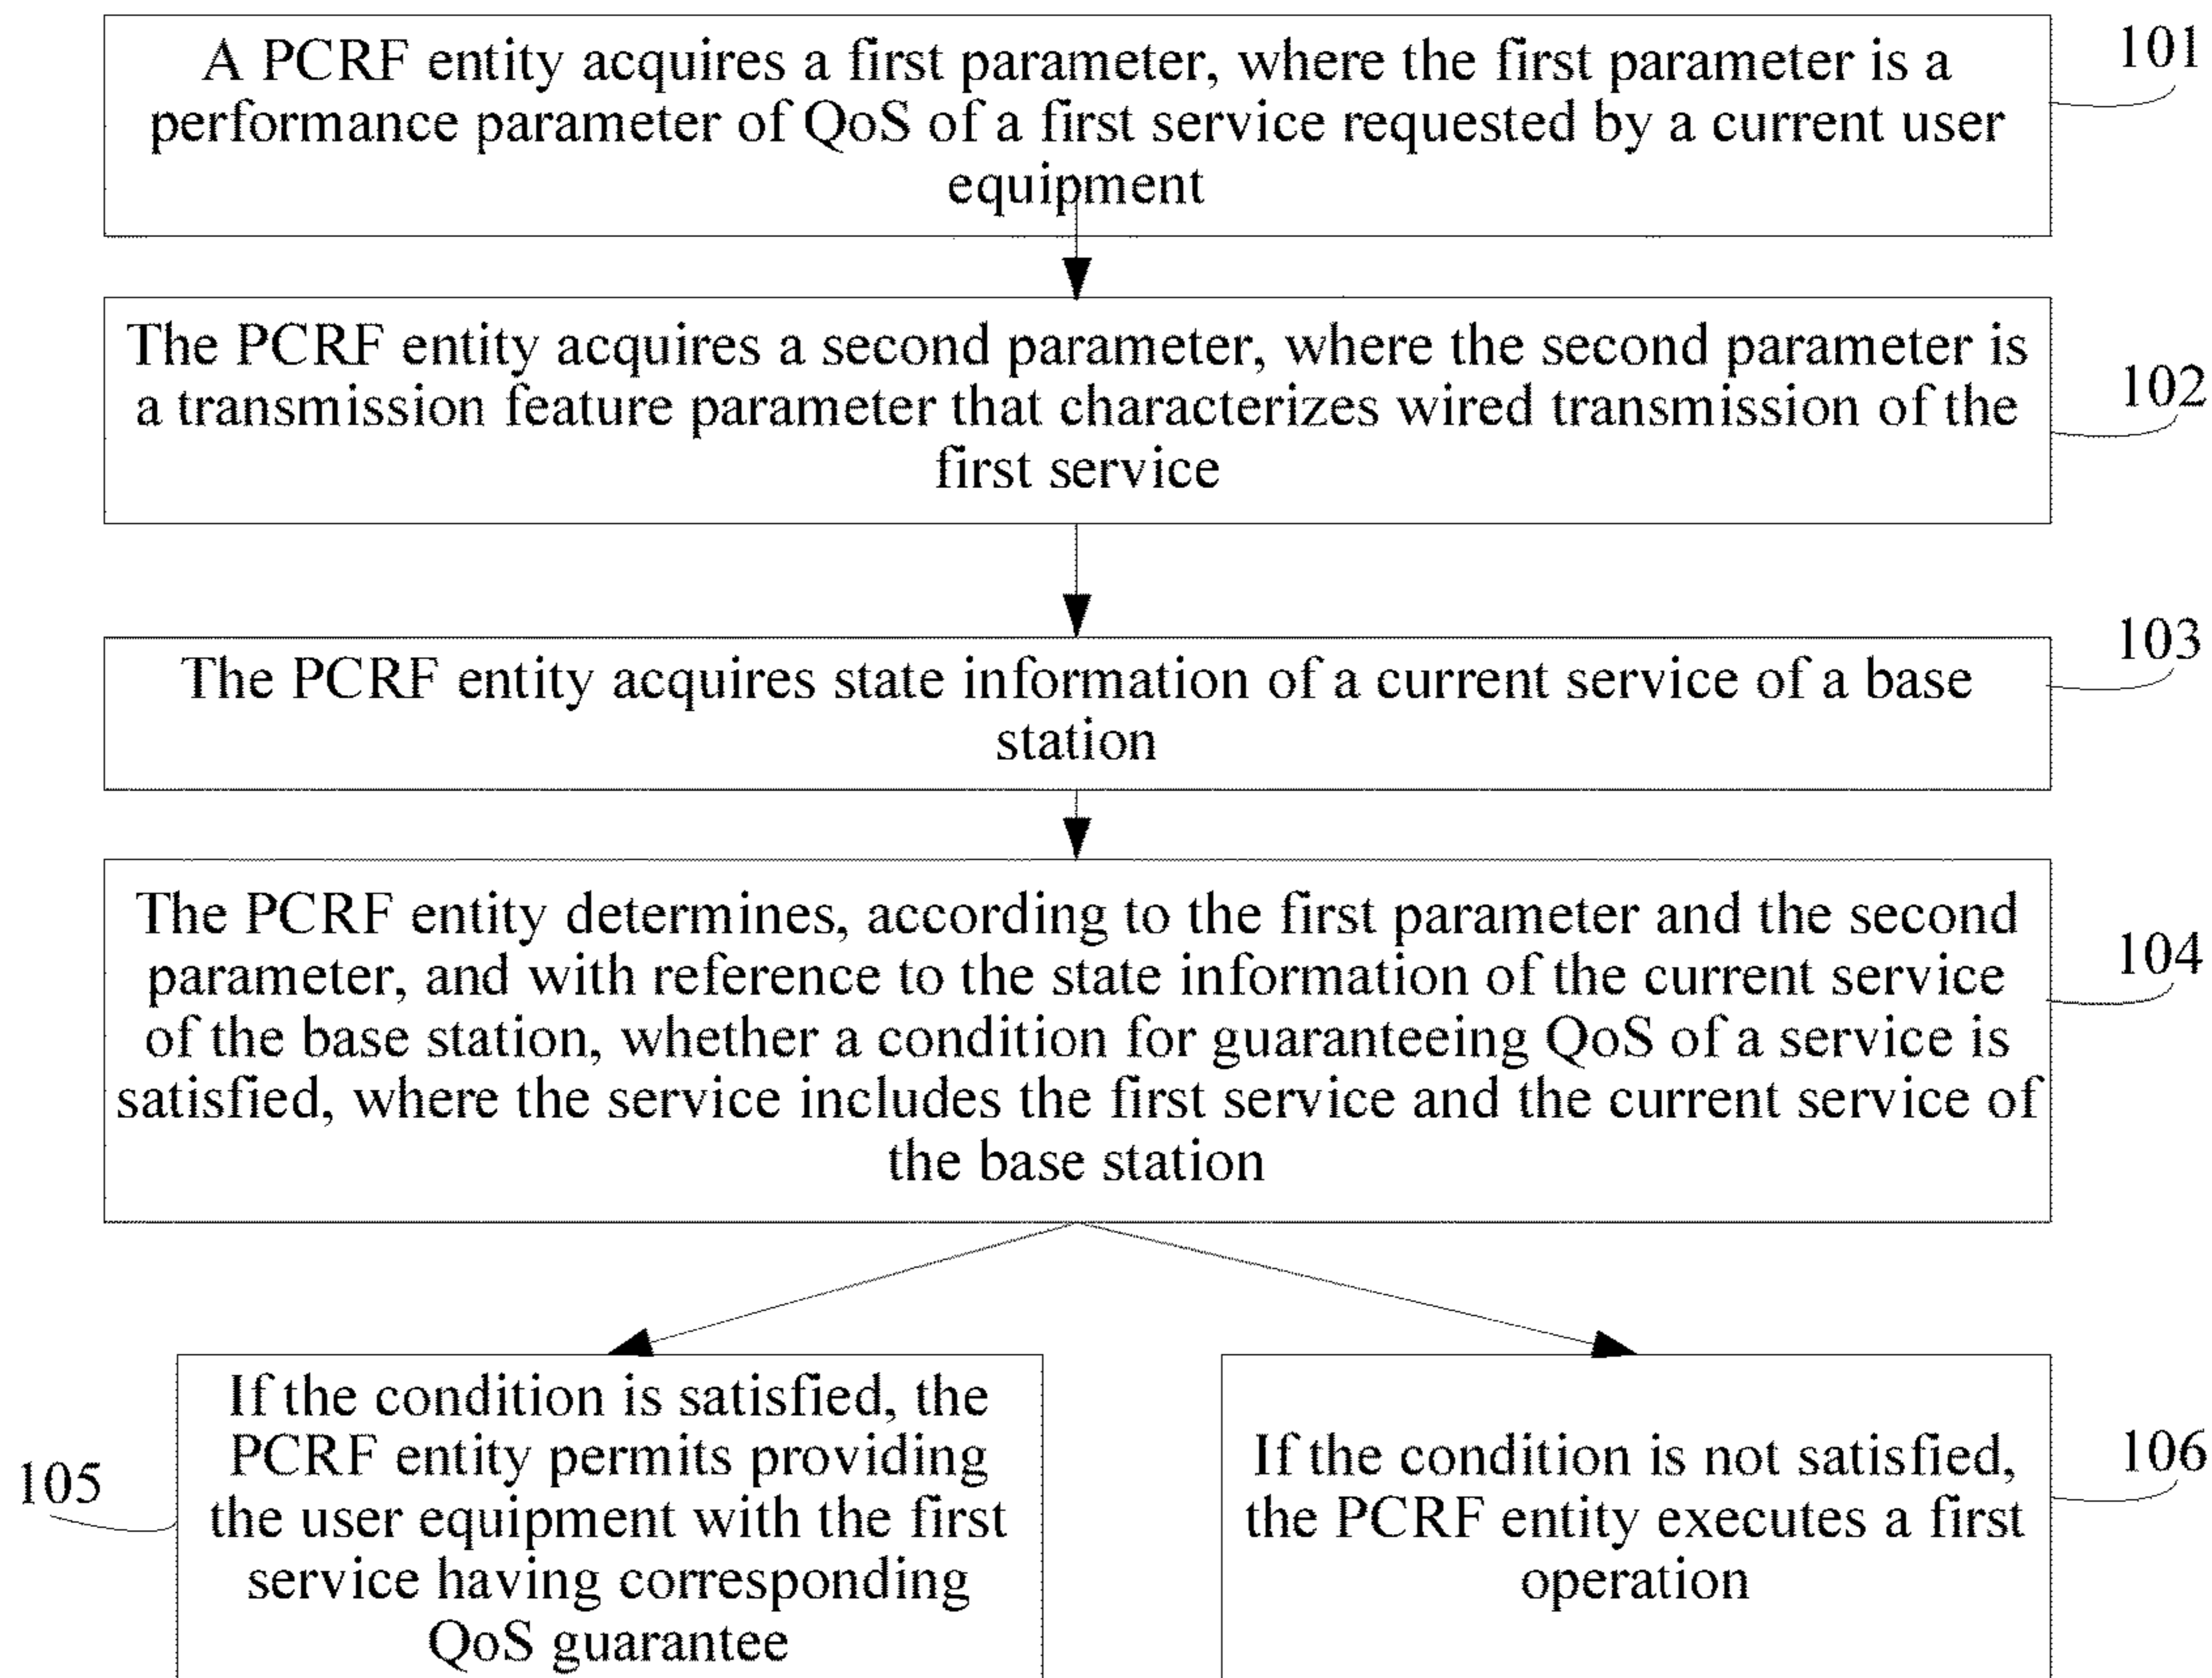 A PCRF entity acquires a first parameter, where the first parameter is a
performance parameter of QoS of a first service requested by a current user
equipment
101
The PCRF entity acquires a second parameter, where the second parameter is
a transmission feature parameter that characterizes wired transmission of the
first service
102
The PCRF entity acquires state information of a current service of a base
station
103
The PCRF entity determines, according to the first parameter and the second
parameter, and with reference to the state information of the current service
of the base station, whether a condition for guaranteeing QoS of a service is
satisfied, where the service includes the first service and the current service of
the base station
104
105
If the condition is satisfied, the
PCRF entity permits providing
the user equipment with the first
service having corresponding
QoS guarantee
If the condition is not satisfied,
the PCRF entity executes a first
operation
106